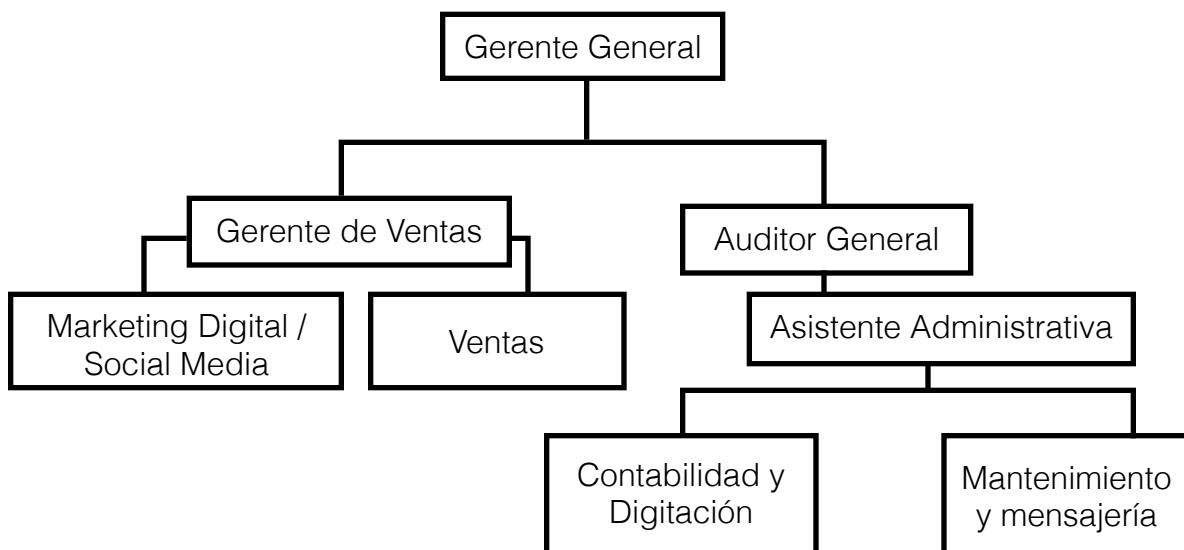 Gerente General
Gerente de Ventas
Auditor General
Marketing Digital /
Social Media
Ventas
Asistente Administrativa
Contabilidad y
Digitación
Mantenimiento
y mensajería